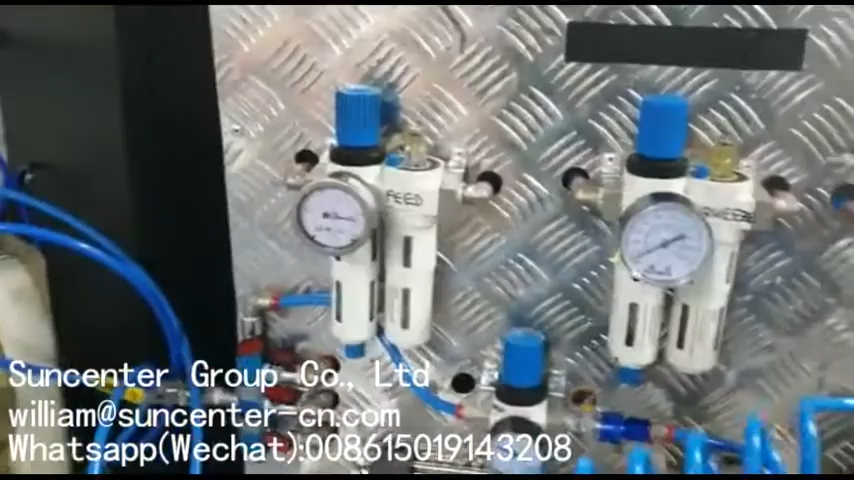 FEED
Suncenter Group Co., Ltd
william@suncenter-cn.com
Whatsapp(Wechat):008615019143208